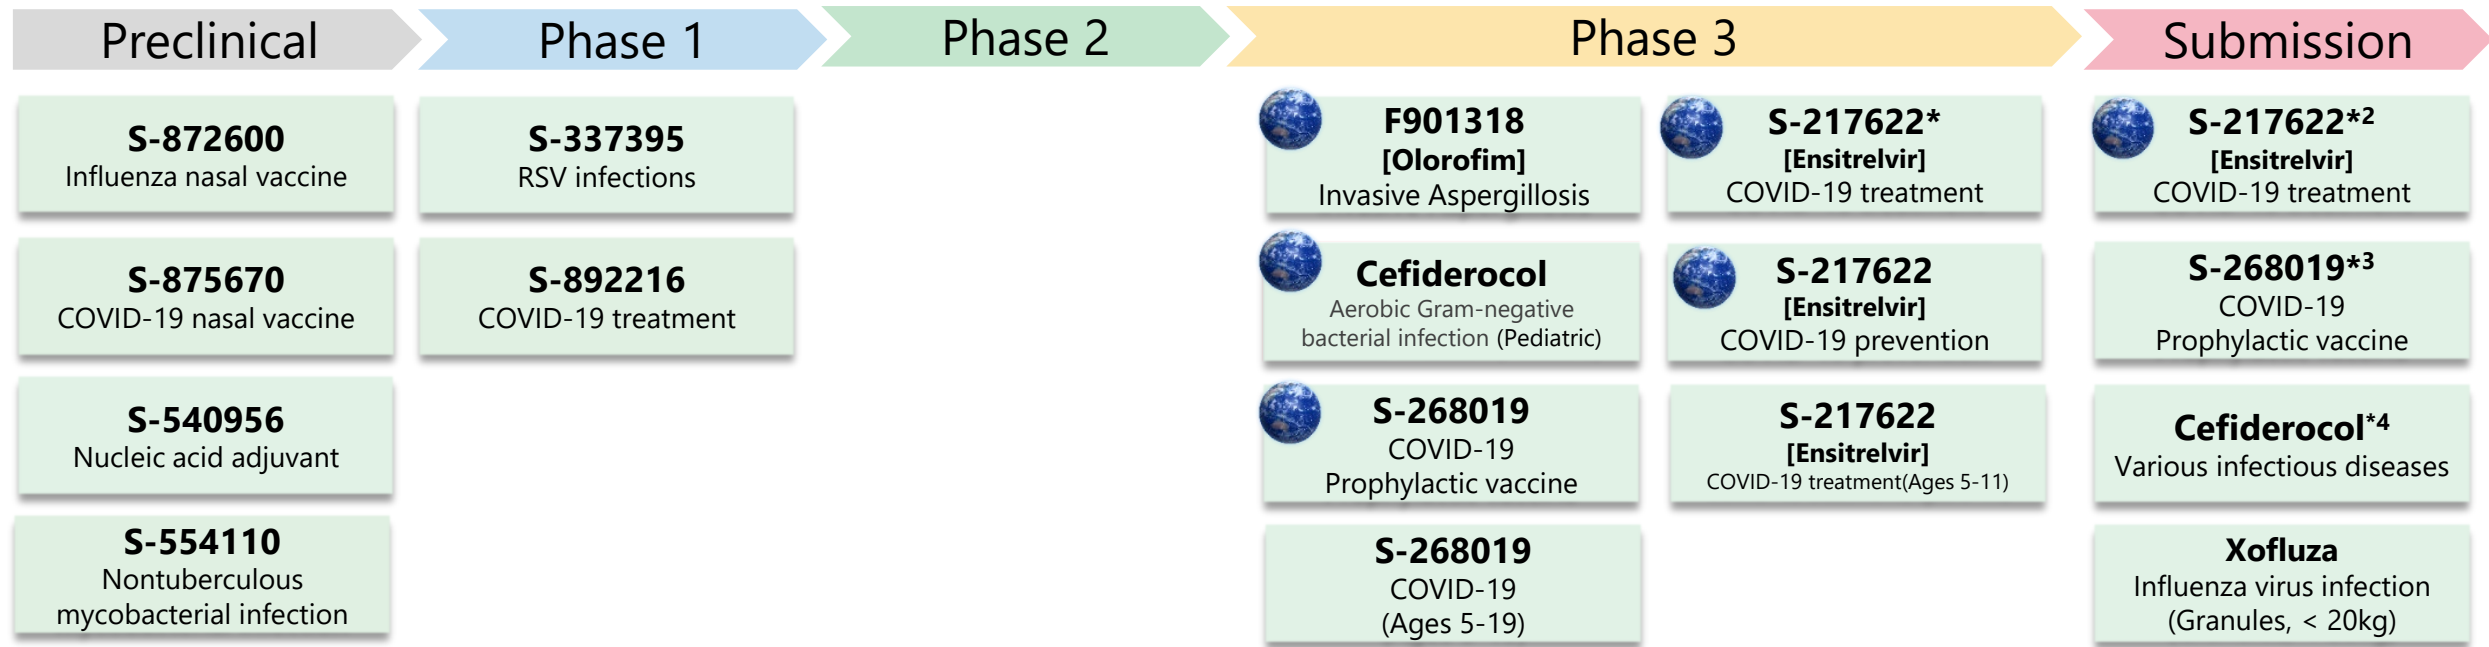 Preclinical
Phase 1
Phase 2
Phase 3
Submission
S-872600
Influenza nasal vaccine
S-875670
COVID-19 nasal vaccine
S-540956
Nucleic acid adjuvant
S-554110
Nontuberculous
mycobacterial infection
S-337395
RSV infections
S-892216
COVID-19 treatment
F901318
[Olorofim]
Invasive Aspergillosis
Cefiderocol
Aerobic Gram-negative
bacterial infection (Pediatric)
S-268019
COVID-19
Prophylactic vaccine
S-268019
COVID-19
(Ages 5-19)
S-217622*
[Ensitrelvir]
COVID-19 treatment
S-217622
[Ensitrelvir]
COVID-19 prevention
S-217622
[Ensitrelvir]
COVID-19 treatment(Ages 5-11)
S-217622*2
[Ensitrelvir]
COVID-19 treatment
S-268019*3
COVID-19
Prophylactic vaccine
Cefiderocol*4
Various infectious diseases
Xofluza
Influenza virus infection
(Granules, < 20kg)